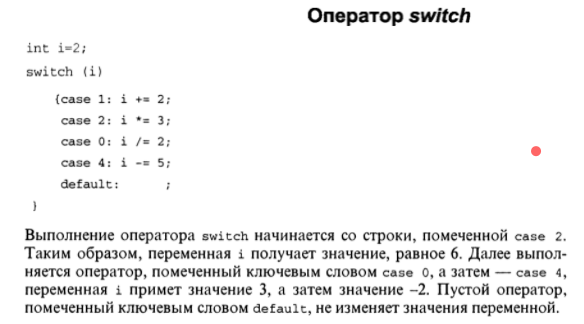 Оператор switch
int i=2;
switch (i)
{case 1: i += 2;
case 2: i *= 3;
case 0: i /= 2;
case 4: i -= 5;
default: ;
}
Выполнение оператора switch начинается со строки, помеченной case 2.
Таким образом, переменная i получает значение, равное 6. Далее выпол-
няется оператор, помеченный ключевым словом case 0, а затем — case 4,
переменная i примет значение 3, а затем значение –2. Пустой оператор,
помеченный ключевым словом default, не изменяет значения переменной.